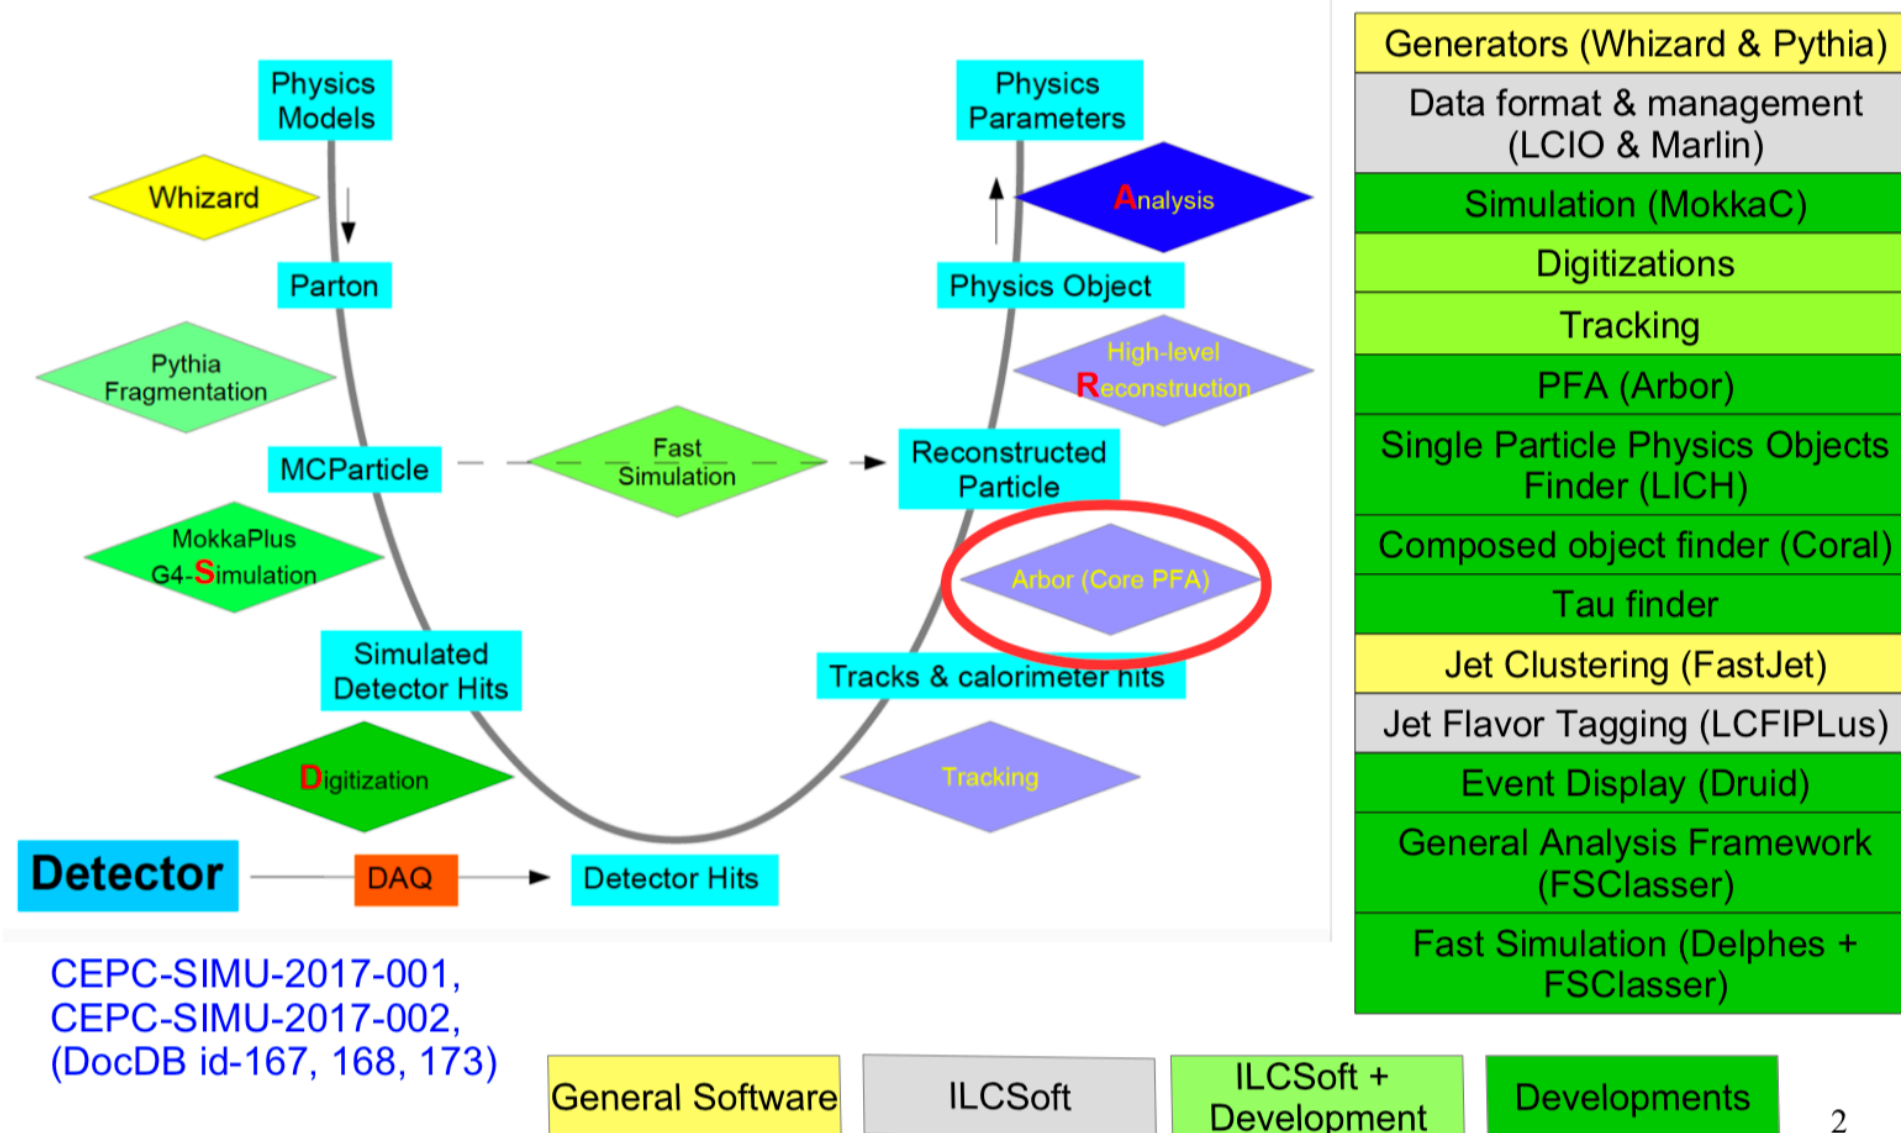 Physics
Models
Whizard
Parton
Pythia
Fragmentation
MCParticle
MokkaPlus
G4-Simulation
Simulated
Detector Hits
Digitization
Detector
DAQ
Detector Hits
Fast
Simulation
Physics
Parameters
Analysis
Physics Object
High-level
Reconstruction
Reconstructed
Particle
Arbor (Core PFA)
Tracks & calorimeter hits
Tracking
CEPC-SIMU-2017-001,
CEPC-SIMU-2017-002,
(DocDB id-167, 168, 173)
Generators (Whizard & Pythia)
Data format & management
(LCIO & Marlin)
Simulation (MokkaC)
Digitizations
Tracking
PFA (Arbor)
Single Particle Physics Objects
Finder (LICH)
Composed object finder (Coral)
Tau finder
Jet Clustering (FastJet)
Jet Flavor Tagging (LCFIPLus)
Event Display (Druid)
General Analysis Framework
(FSClasser)
Fast Simulation (Delphes +
FSClasser)
General Software
ILCSoft
ILCSoft +
Development
Developments
2